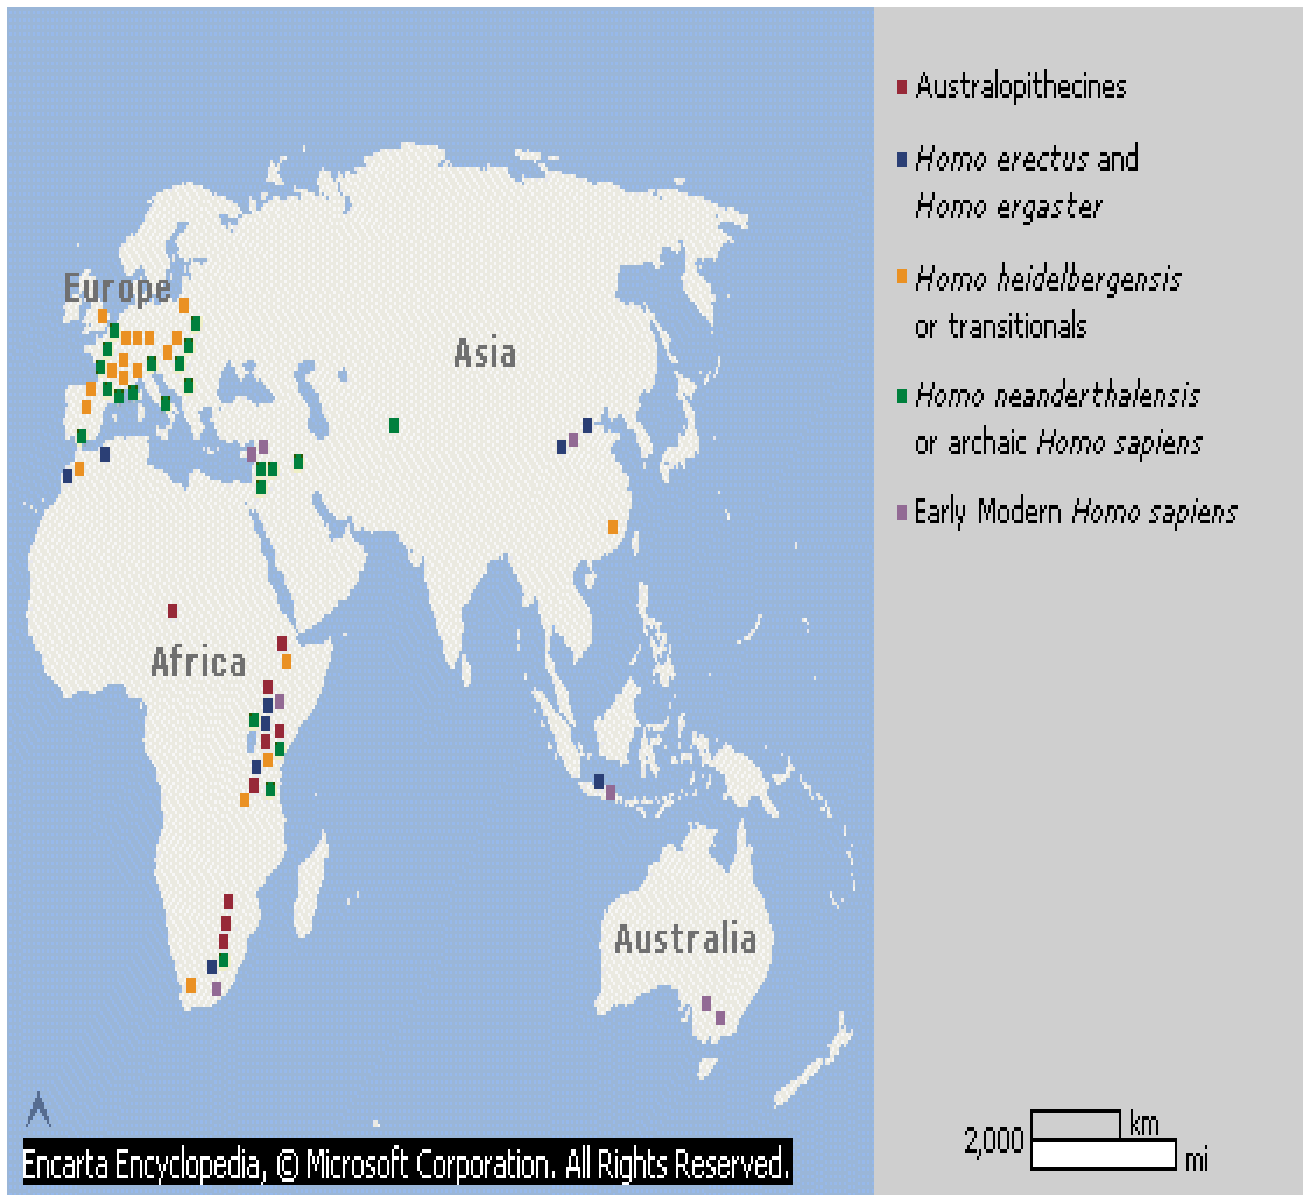 Europe
Asia
Africa
Australia
Australopithecines
Homo erectus and
Homo ergaster
Homo heidelbergensis
or transitionals
Homo neanderthalensis
or archaic Homo sapiens
Early Modern Homo sapiens
2,000 km
mi
Encarta Encyclopedia, © Microsoft Corporation. All Rights Reserved.